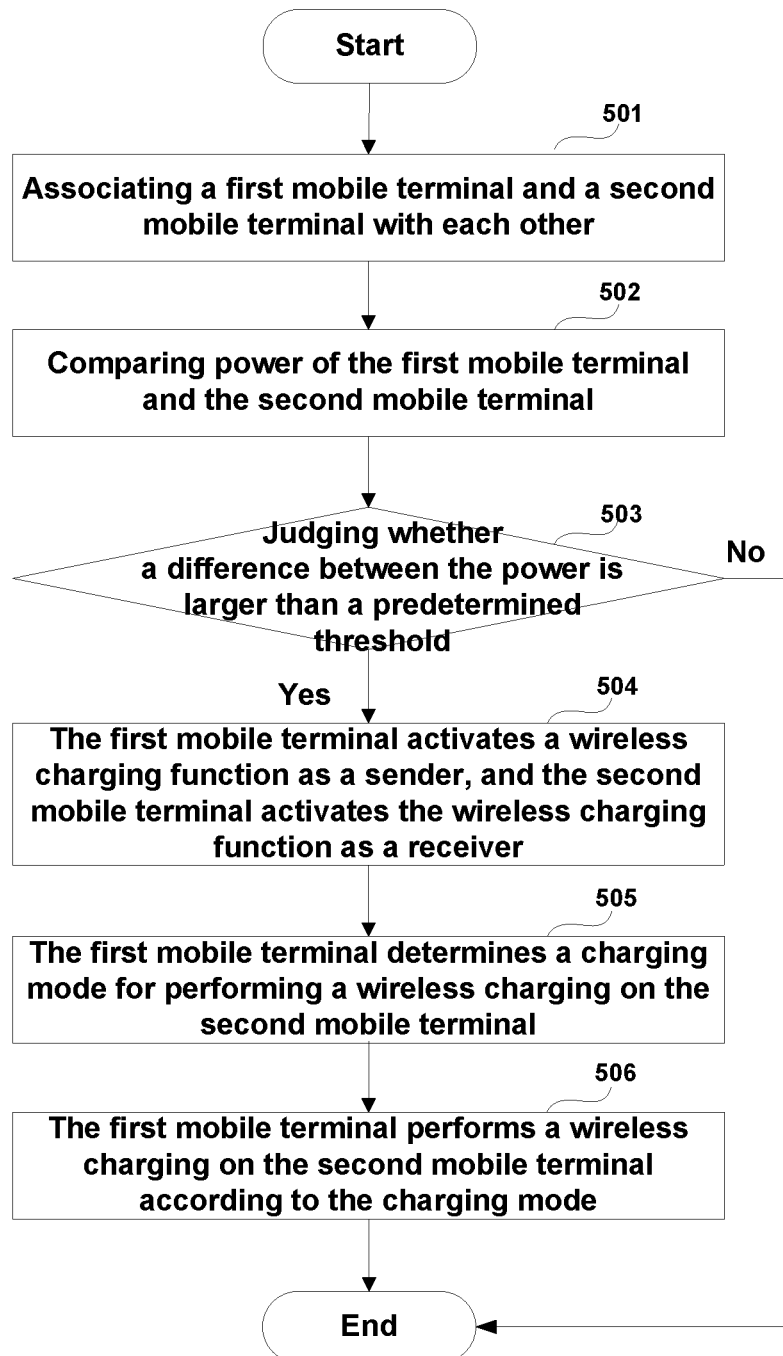 Start
501
Associating a first mobile terminal and a second
mobile terminal with each other
502
Comparing power of the first mobile terminal
and the second mobile terminal
503
Judging whether
a difference between the power is
larger than a predetermined
threshold
No
Yes
504
The first mobile terminal activates a wireless
charging function as a sender, and the second
mobile terminal activates the wireless charging
function as a receiver
505
The first mobile terminal determines a charging
mode for performing a wireless charging on the
second mobile terminal
506
The first mobile terminal performs a wireless
charging on the second mobile terminal
according to the charging mode
End